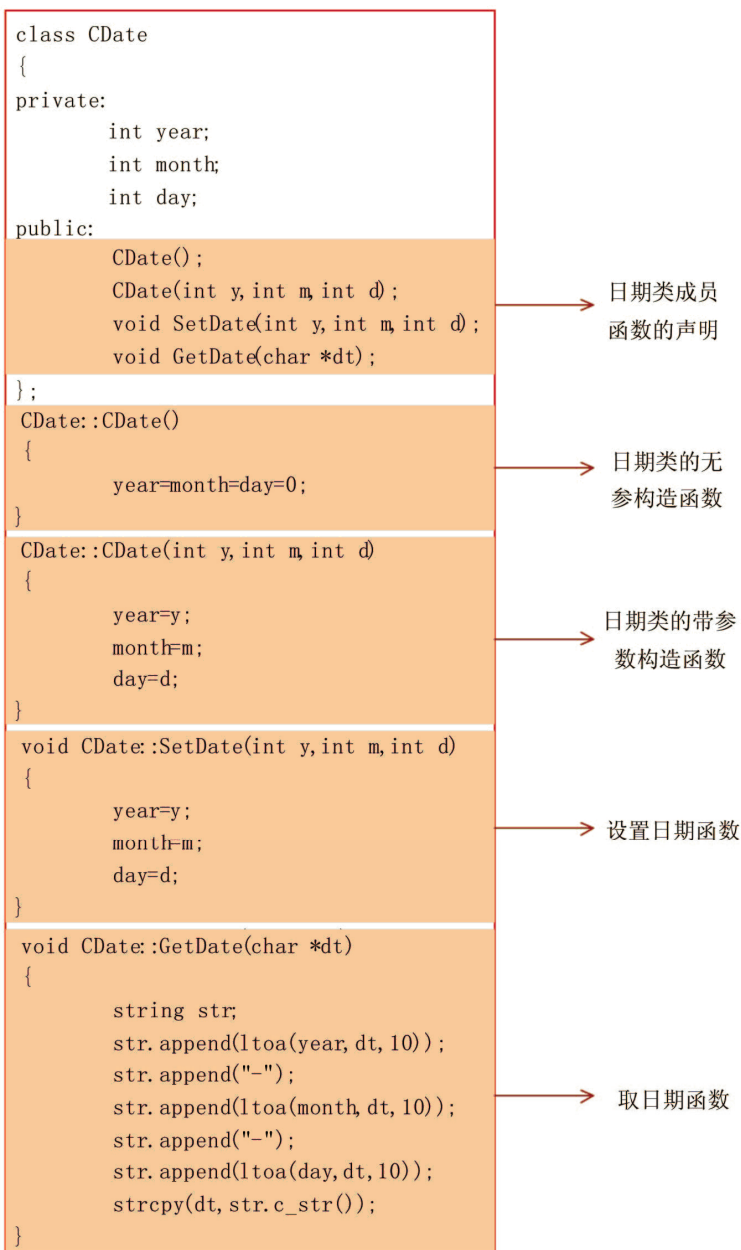 class CDate
{
private:
int year;
int month;
int day;
public:
CDate();
CDate(int y,int m,int d);
void SetDate(int y,int m,int d);
void GetDate(char *dt);
};
日期类成员
函数的声明
CDate::CDate()
{
year=month=day=0;
}
日期类的无
参构造函数
CDate::CDate(int y,int m,int d)
{
year=y;
month=m;
day=d;
}
日期类的带参
数构造函数
void CDate::SetDate(int y,int m,int d)
{
year=y;
month=m;
day=d;
}
设置日期函数
void CDate::GetDate(char *dt)
{
string str;
str.append(ltoa(year,dt,10));
str.append("-");
str.append(ltoa(month,dt,10));
str.append("-");
str.append(ltoa(day,dt,10));
strcpy(dt,str.c_str());
}
取日期函数